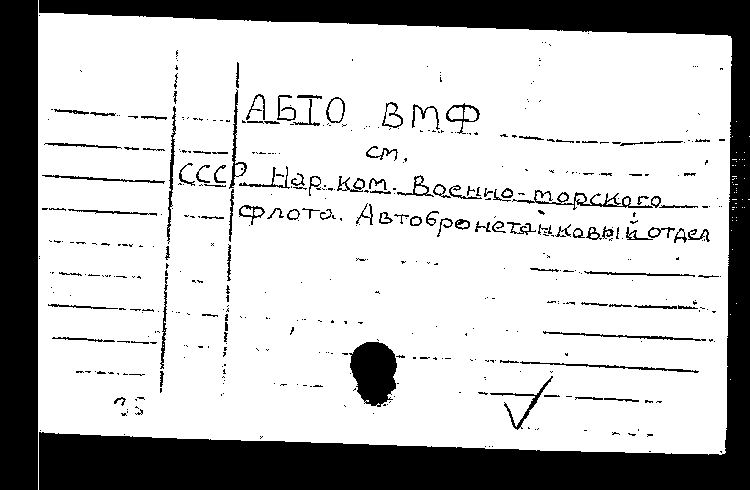 АБТО ВМФ
см.
СССР. Нар. ком. Военно-морского
флота. Автобронетанковый отдел
35